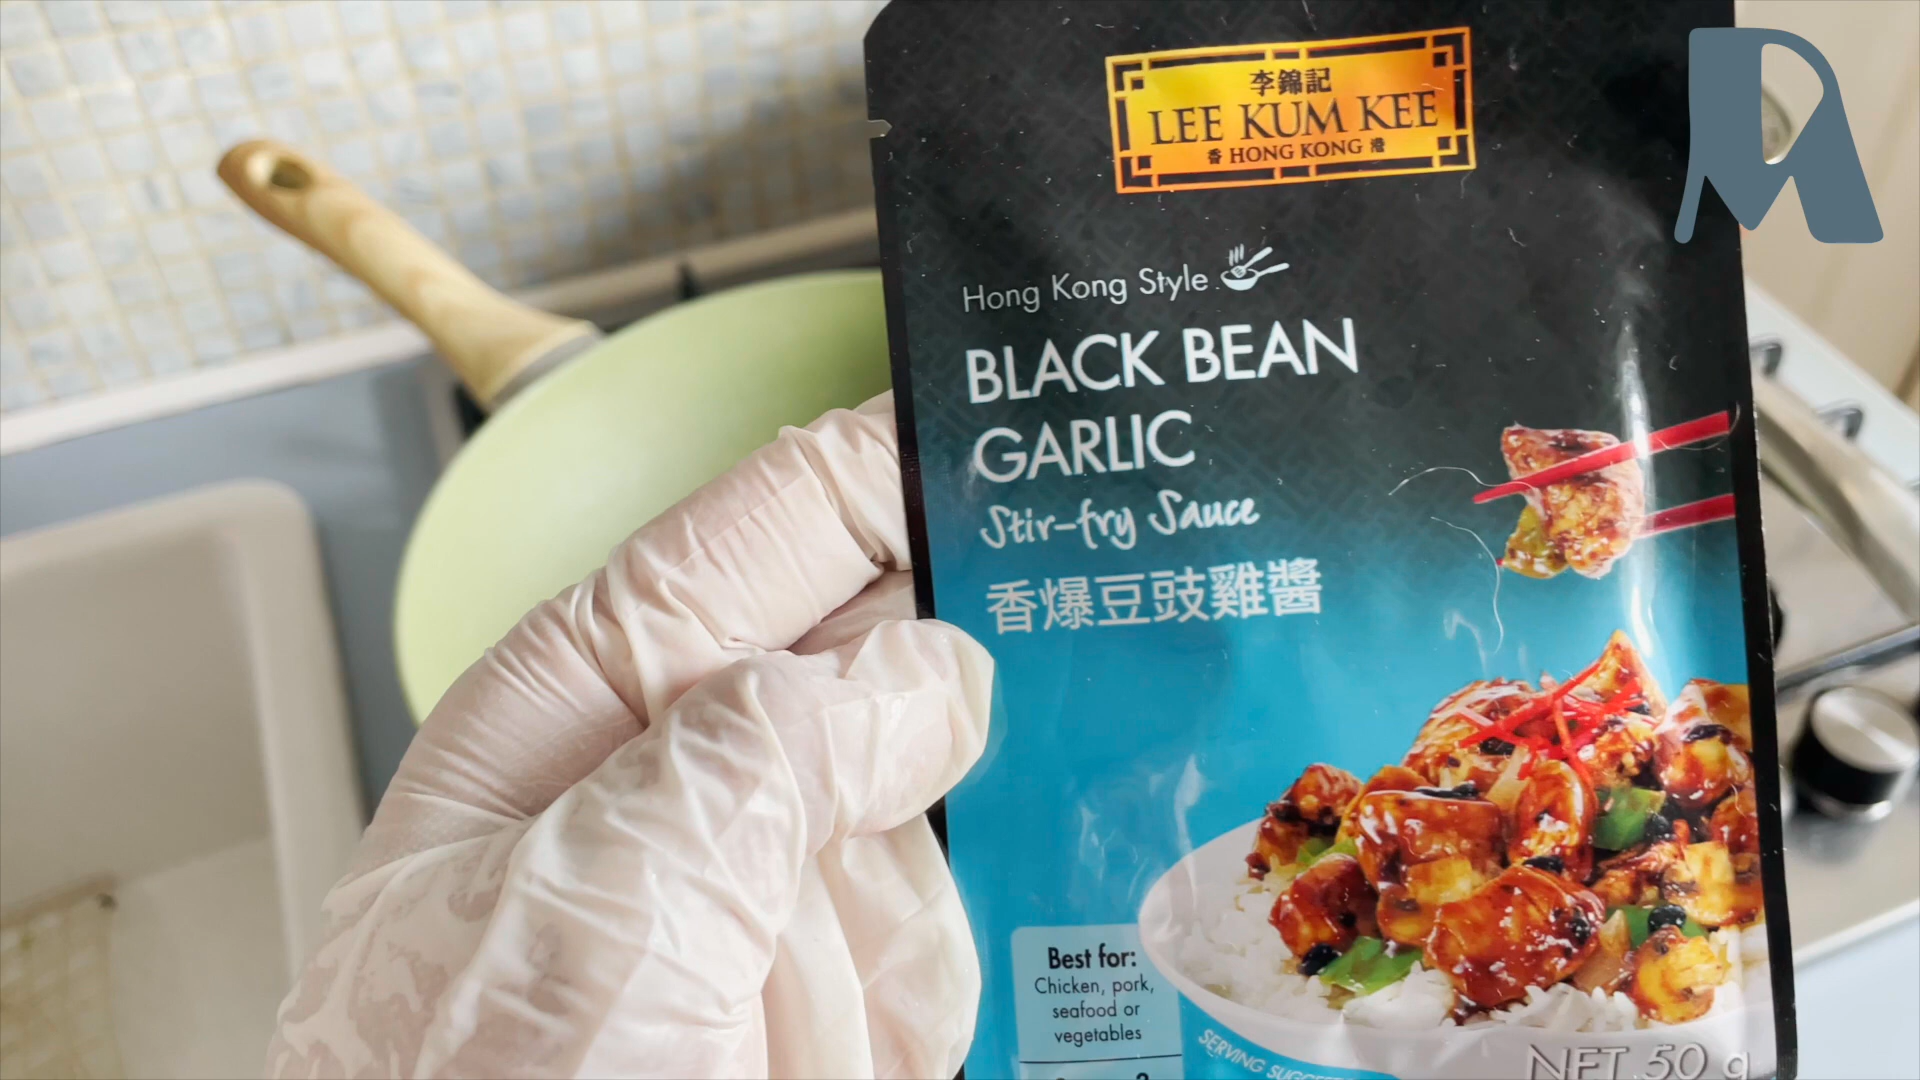 李錦記
LEE KUM KEE
香 HONG KONG 港
Hong Kong Style
BLACK BEAN
GARLIC
Stir-fry Sauce
香爆豆豉雞醬
Best for:
Chicken, pork,
seafood or
vegetables
SERVING
NET 50 g